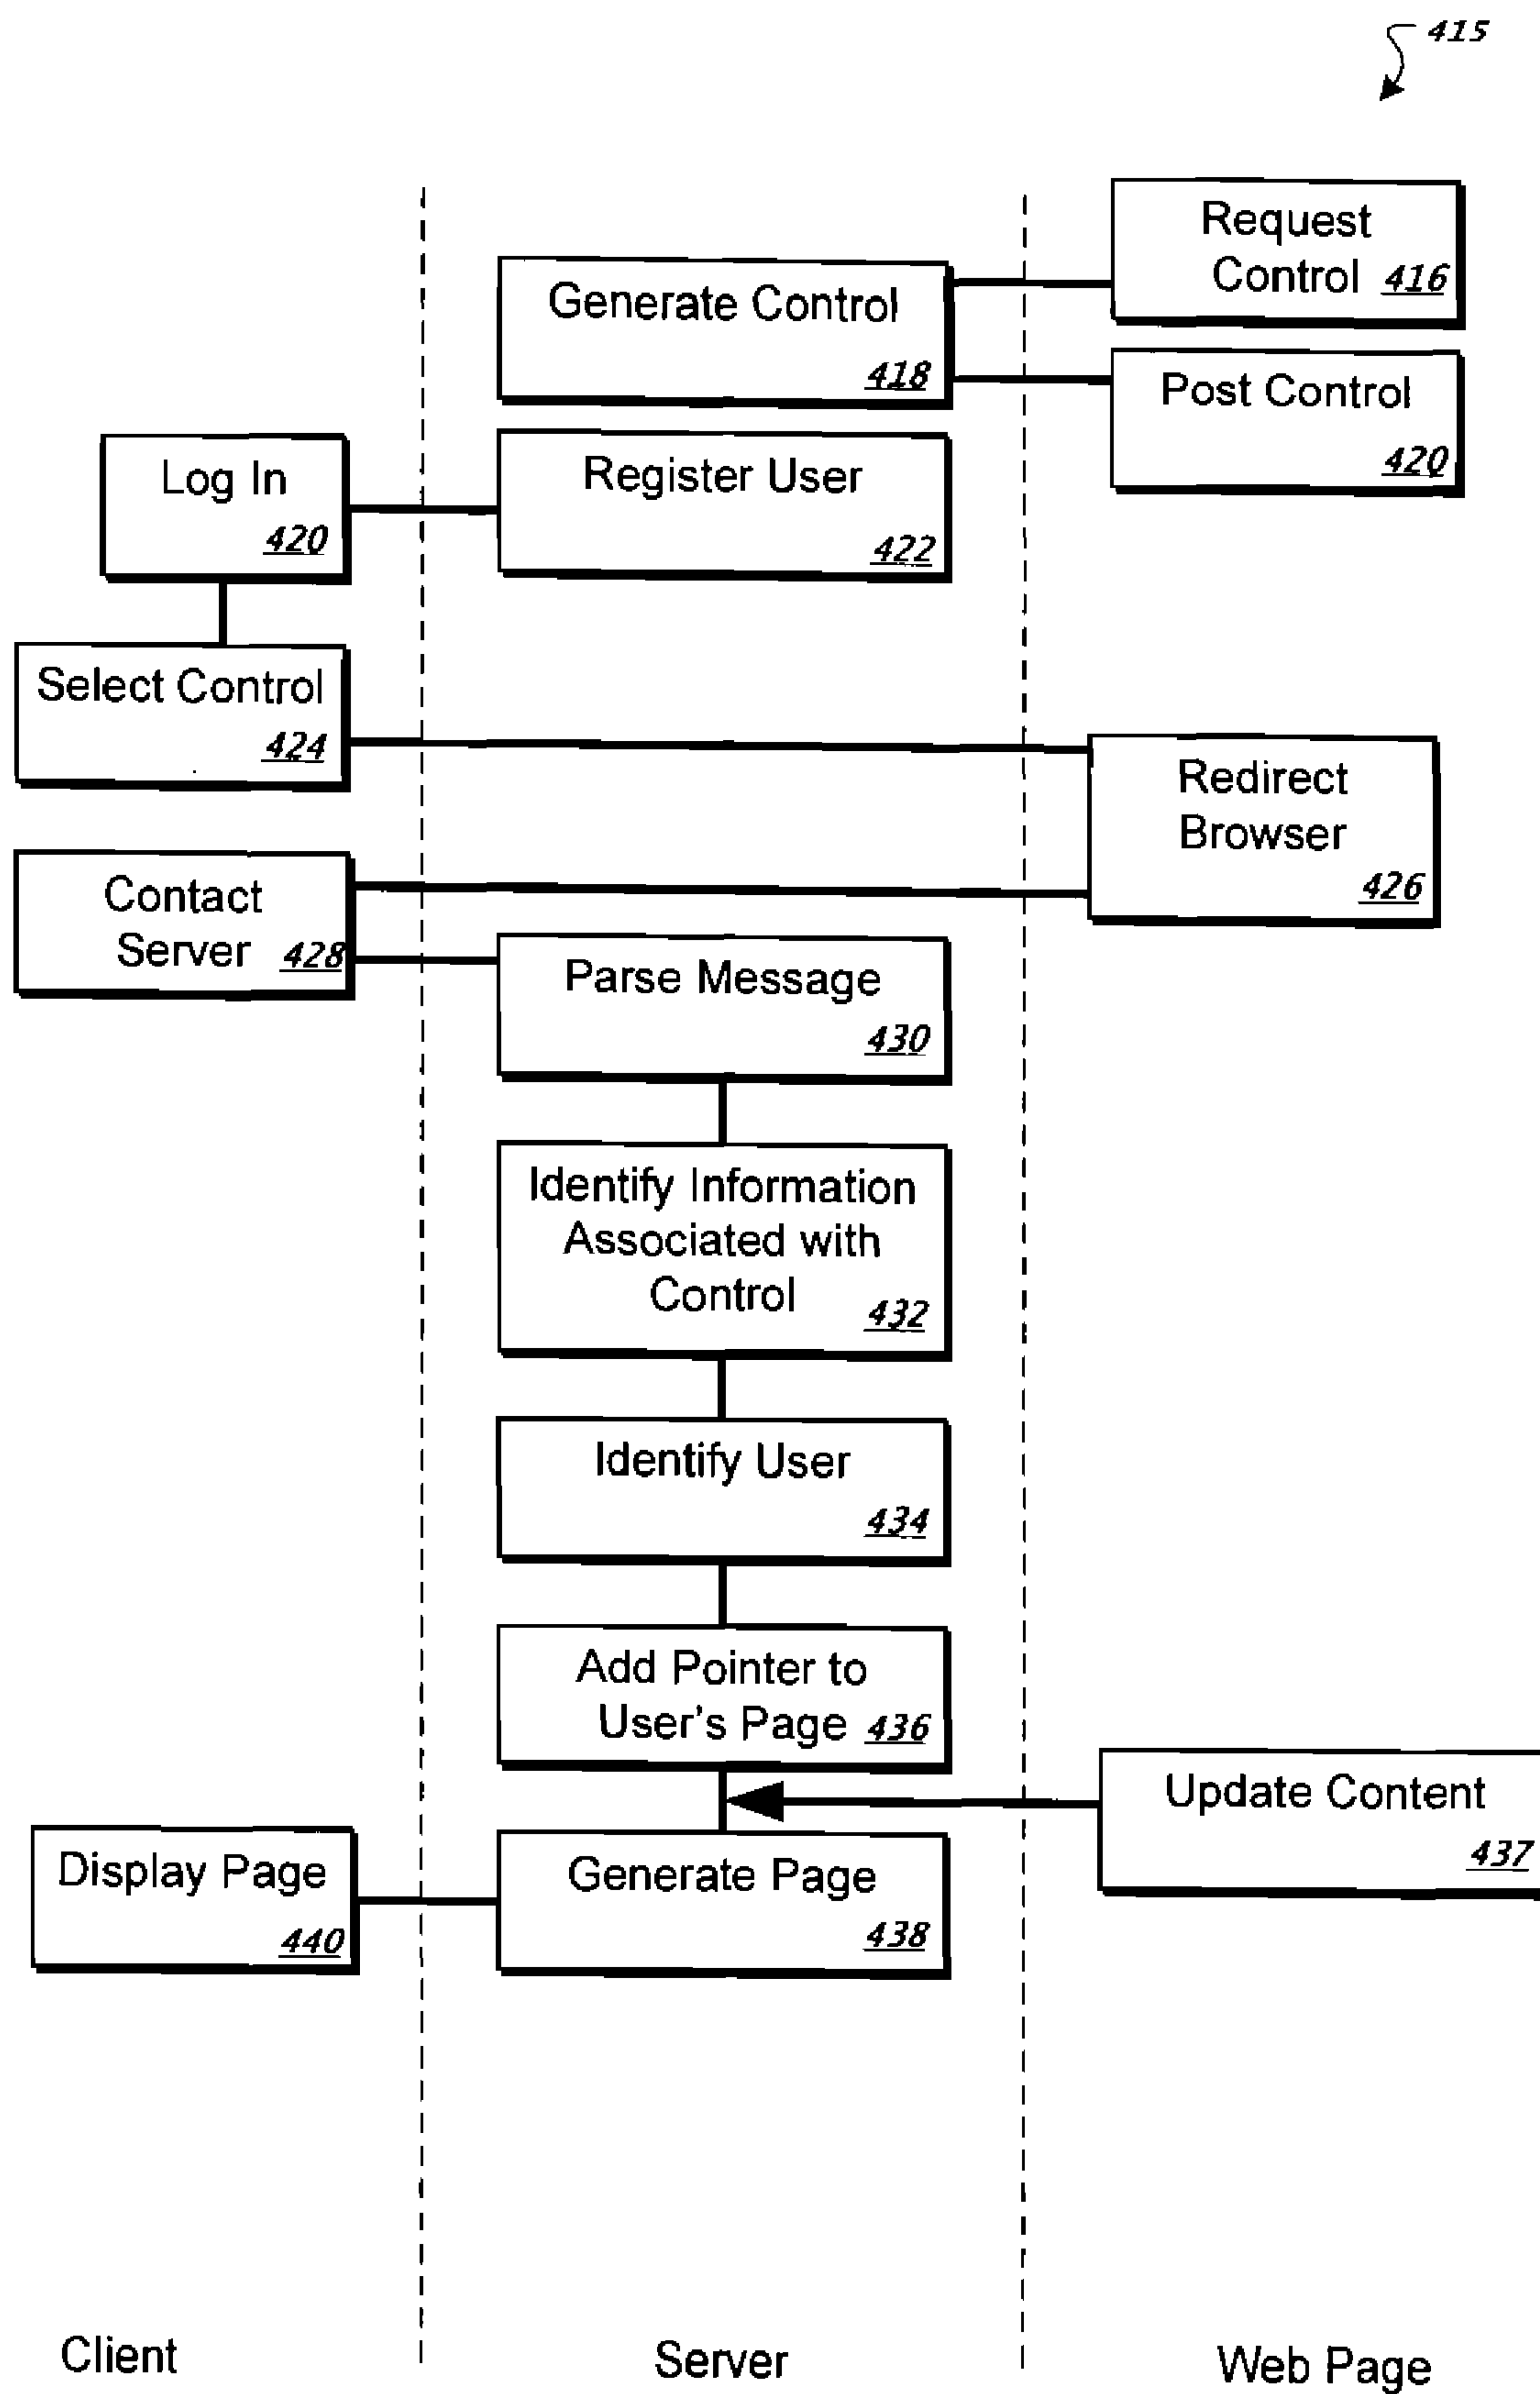 415
Request
Control 416
Generate Control
418
Post Control
420
Log In
420
Register User
422
Select Control
424
Redirect
Browser
426
Contact
Server 428
Parse Message
430
Identify Information
Associated with
Control 432
Identify User
434
Add Pointer to
User's Page 436
Update Content
437
Display Page
440
Generate Page
438
Client
Server
Web Page